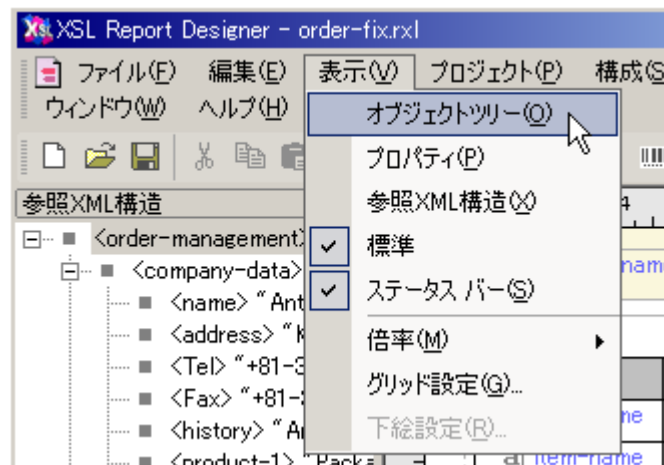 XSL Report Designer - order-fix.rxl
ファイル(F) 編集(E) 表示(V) プロジェクト(P) 構成(S
ウィンドウ(W) ヘルプ(H)
オブジェクトツリー(O)
プロパティ(P)
参照XML構造(X)
標準
ステータス バー(S)
倍率(M)
グリッド設定(G)...
下絵設定(R)...
参照XML構造
<order-management>
<company-data>
<name> "Ant
<address> "K
<Tel> "+81-3
<Fax> "+81-
<history> "A
<product-1> "Packa
4
name
item-name